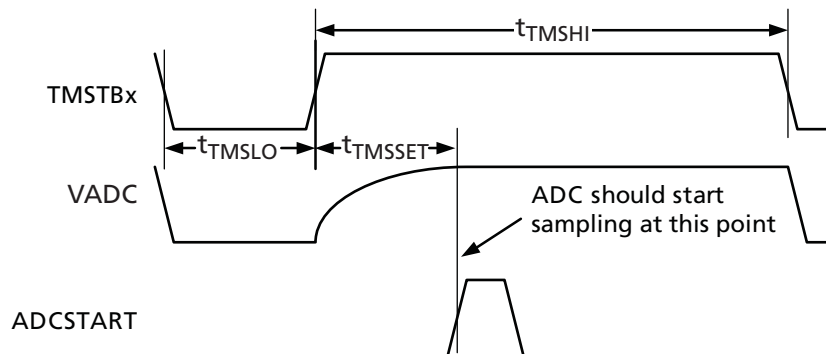 tTMSHI
TMSTBx
tTMSLO
tTMSSET
VADC
ADC should start
sampling at this point
ADCSTART